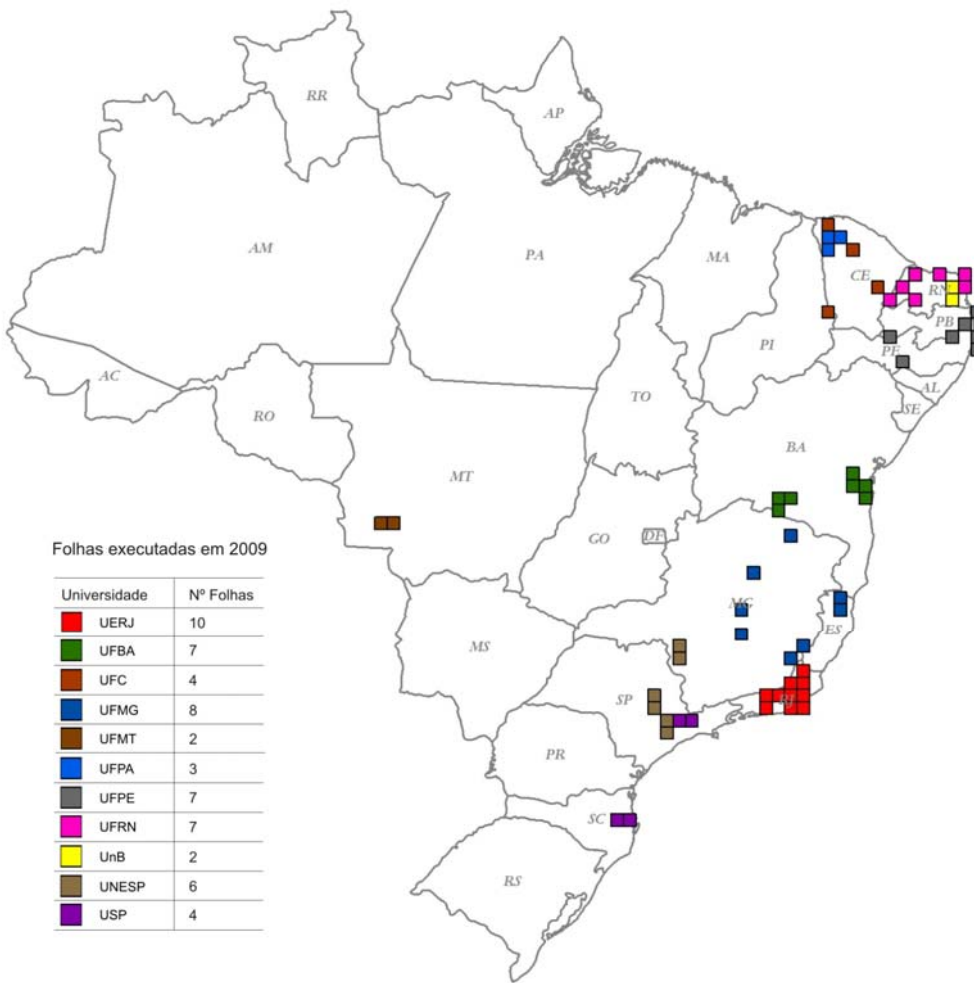 RR
AP
AM
PA
MA
CE
RN
PB
PI
PE
AC
AL
TO
SE
RO
BA
MT
GO
DF
Folhas executadas em 2009
Universidade Nº Folhas
UERJ 10
UFBA 7
UFC 4
UFMG 8
UFMT 2
UFPA 3
UFPE 7
UFRN 7
UnB 2
UNESP 6
USP 4
MG
ES
MS
SP
RJ
PR
SC
RS